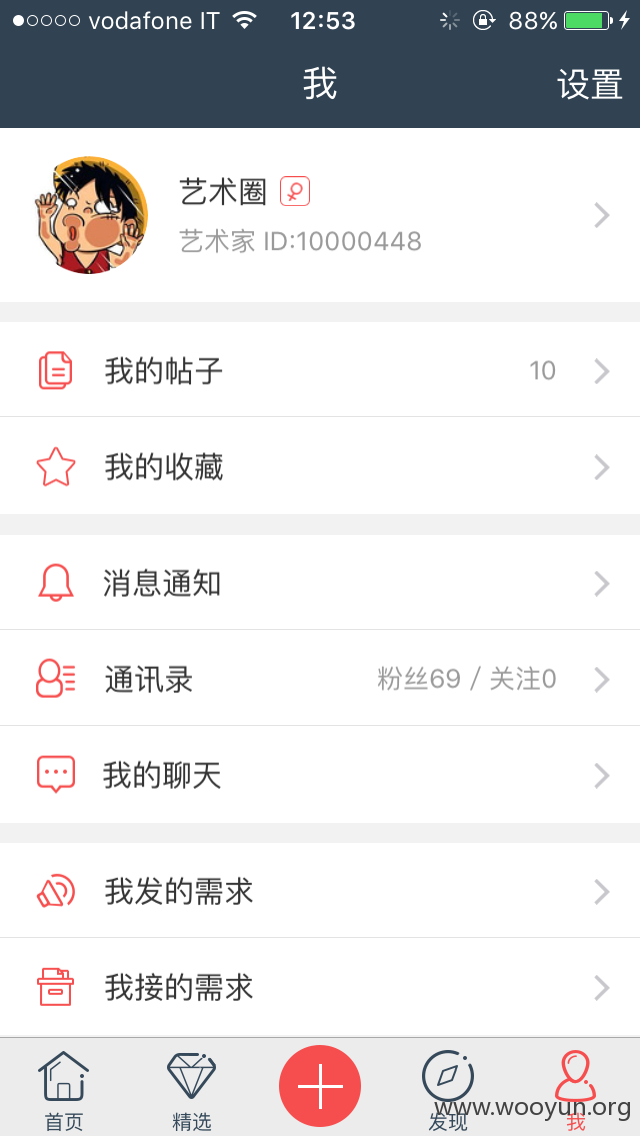 vodafone IT 12:53 88%
我 设置
艺术圈
艺术家 ID:10000448
我的帖子 10
我的收藏
消息通知
通讯录 粉丝69 / 关注0
我的聊天
我发的需求
我接的需求
首页 精选 发现 我
www.wooyun.org